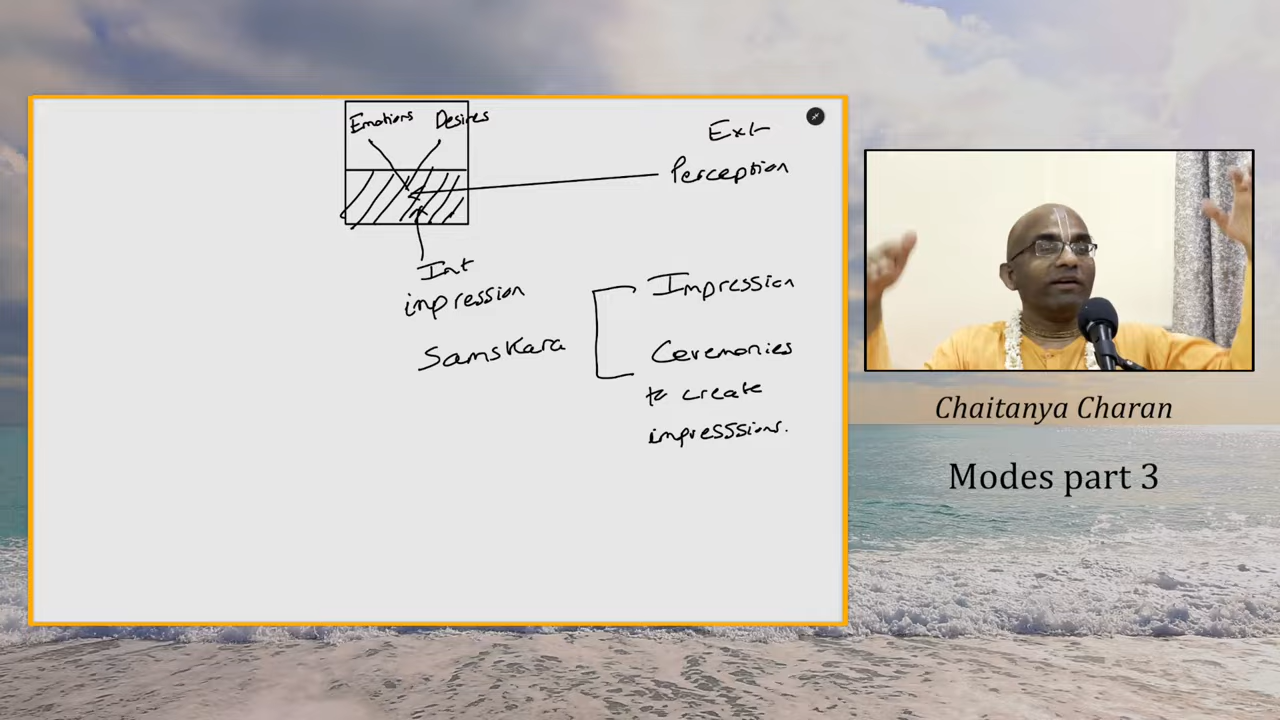 Emotions Desires
Ext
Perception
Int
impression
Samskara
Impression
Ceremonies
to create
impresssions.
Chaitanya Charan
Modes part 3